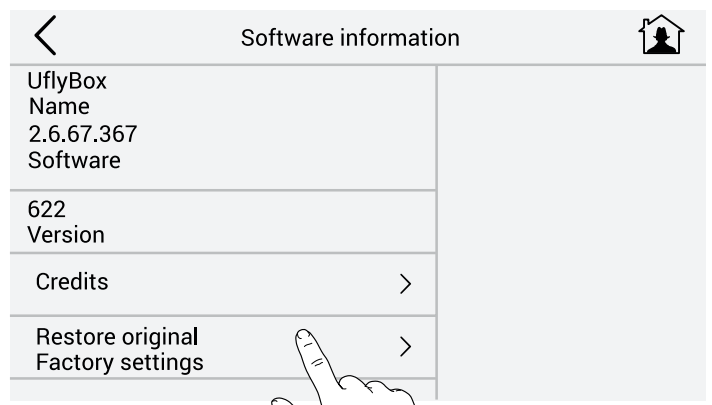 Software information
UflyBox
Name
2.6.67.367
Software
622
Version
Credits
Restore original
Factory settings